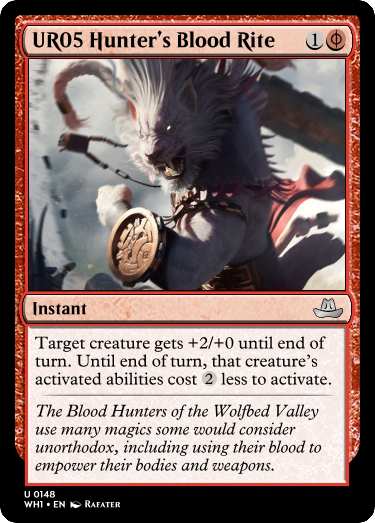 UR05 Hunter's Blood Rite 1
Instant
Target creature gets +2/+0 until end of
turn. Until end of turn, that creature's
activated abilities cost 2 less to activate.
The Blood Hunters of the Wolfbed Valley
use many magics some would consider
unorthodox, including using their blood to
empower their bodies and weapons.
U 0148
WH1 • EN Rafater